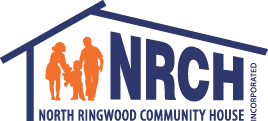 NRCH
NORTH RINGWOOD COMMUNITY HOUSE
INCORPORATED